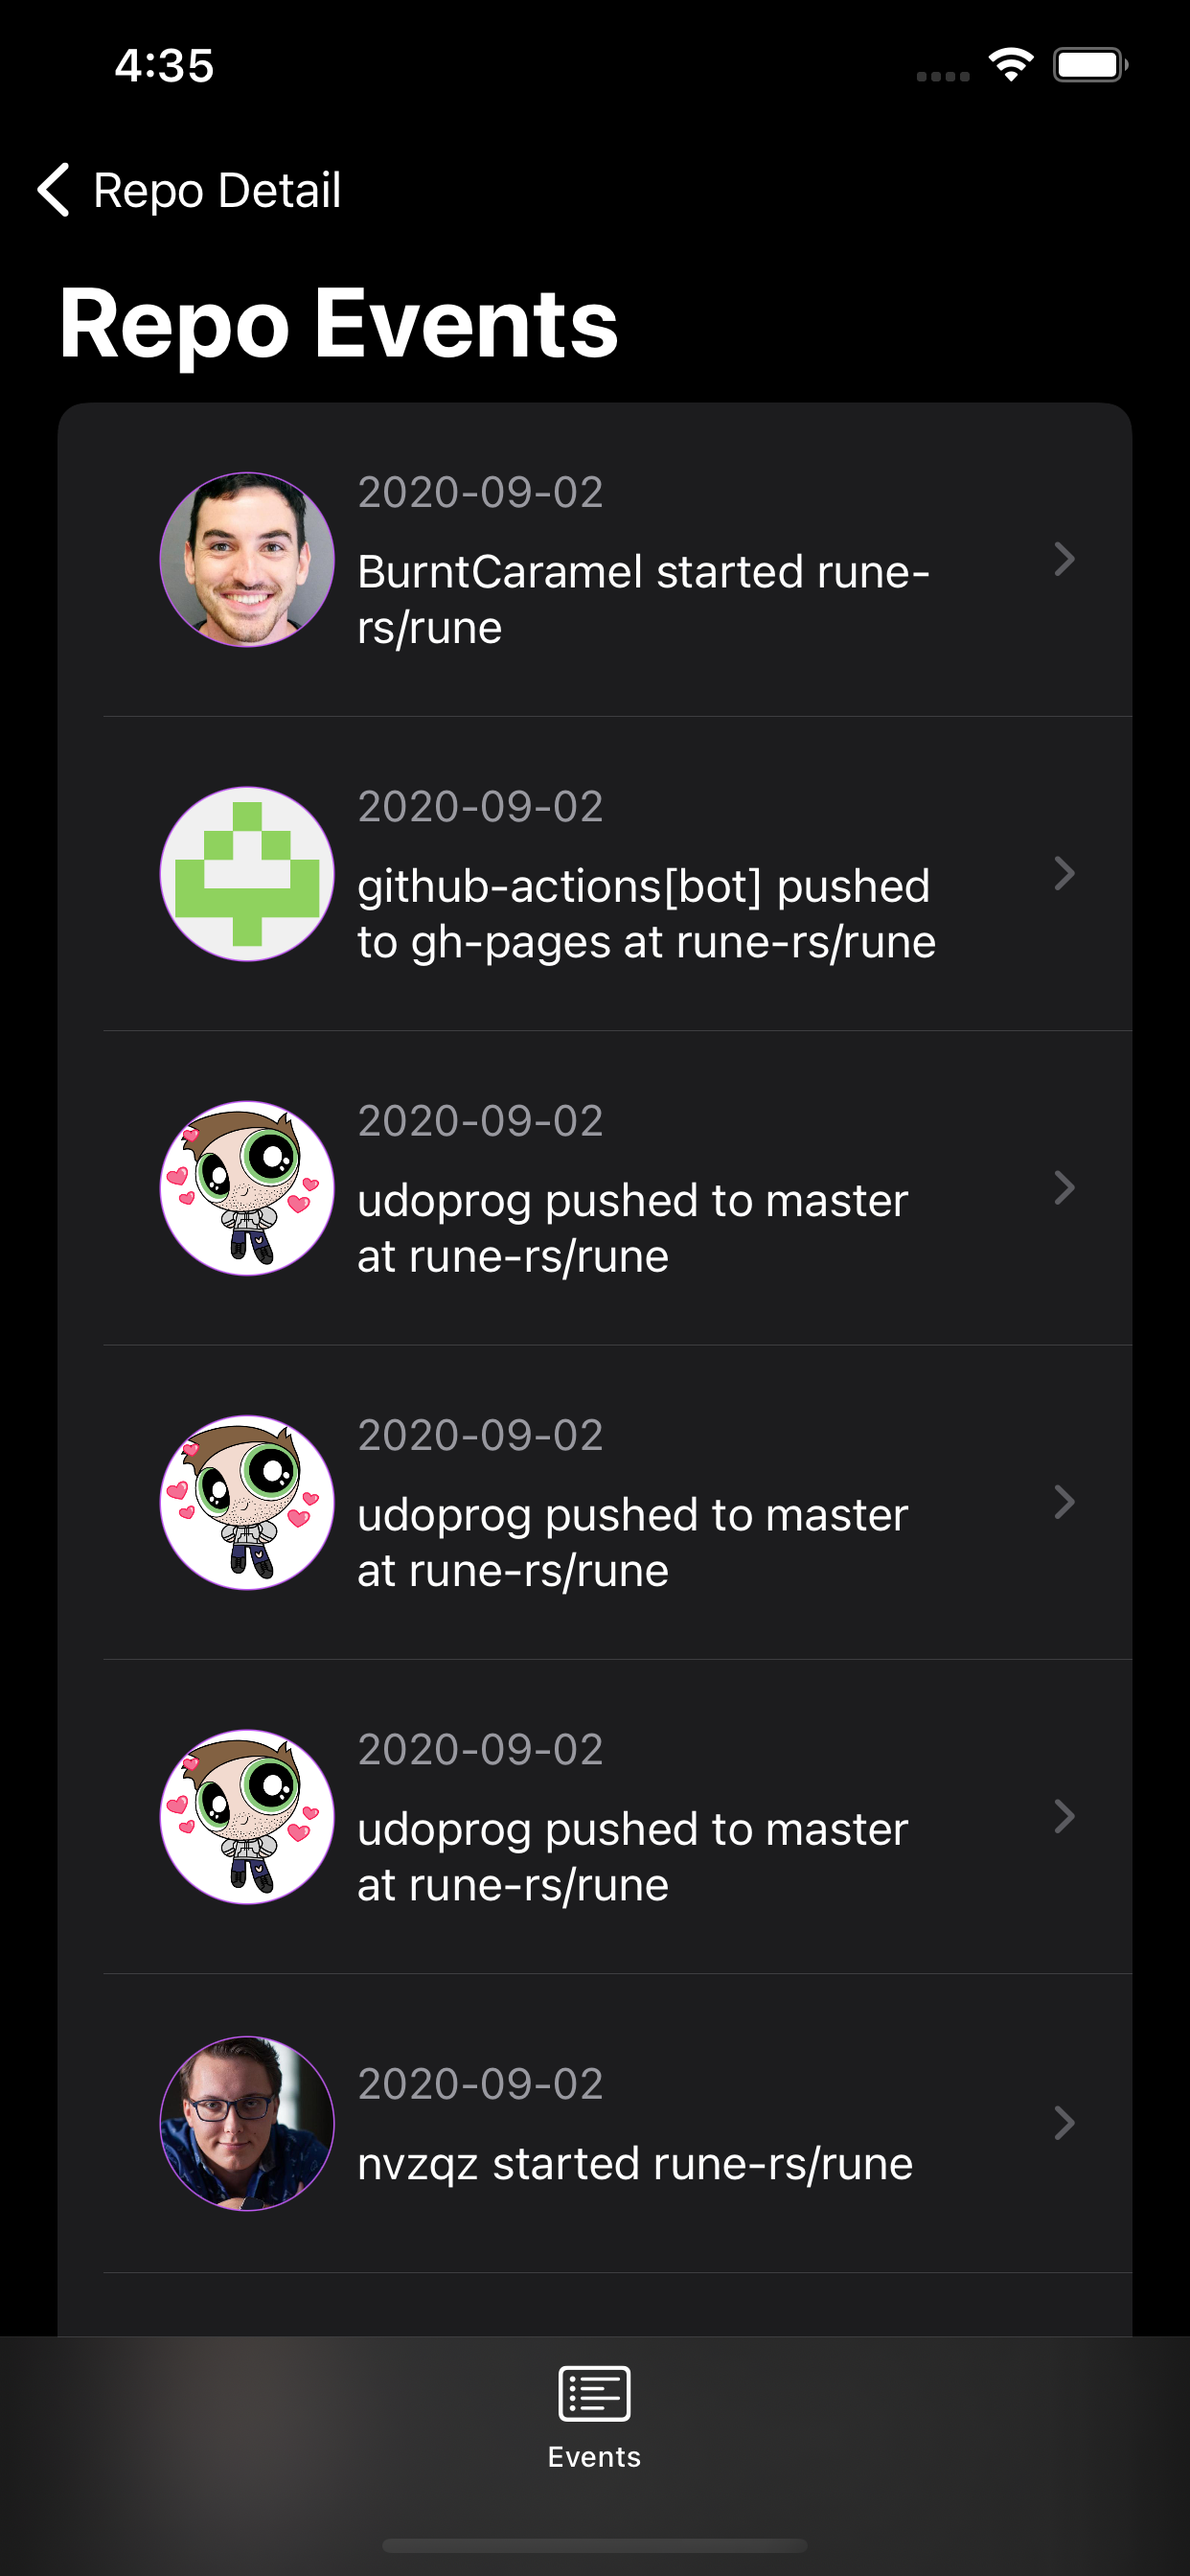 4:35
Repo Detail
Repo Events
2020-09-02
BurntCaramel started rune-
rs/rune
2020-09-02
github-actions[bot] pushed
to gh-pages at rune-rs/rune
2020-09-02
udoprog pushed to master
at rune-rs/rune
2020-09-02
udoprog pushed to master
at rune-rs/rune
2020-09-02
udoprog pushed to master
at rune-rs/rune
2020-09-02
nvzqz started rune-rs/rune
Events